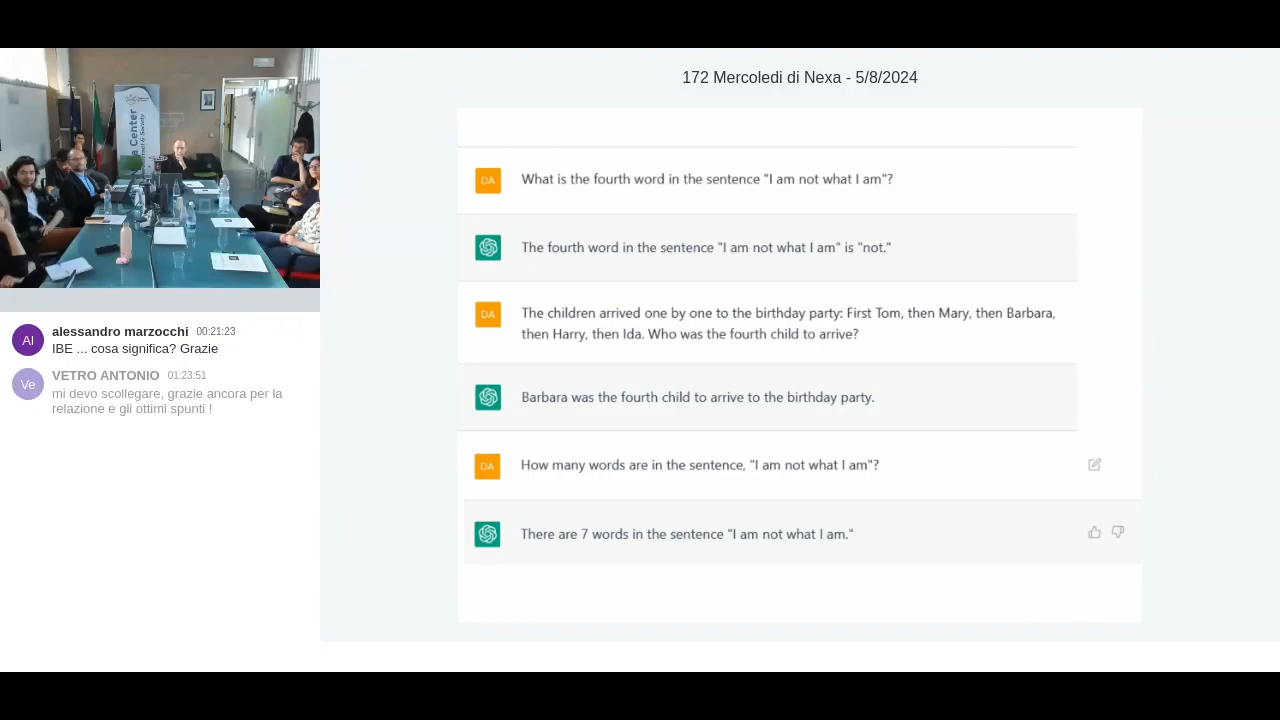 172 Mercoledi di Nexa - 5/8/2024
a Center
alessandro marzocchi 00:21:23
Al
IBE ... cosa significa? Grazie
VETRO ANTONIO 01:23:51
Ve
mi devo scollegare, grazie ancora per la
relazione e gli ottimi spunti !
DA
What is the fourth word in the sentence "I am not what I am"?
The fourth word in the sentence "I am not what I am" is "not."
DA
The children arrived one by one to the birthday party: First Tom, then Mary, then Barbara,
then Harry, then Ida. Who was the fourth child to arrive?
Barbara was the fourth child to arrive to the birthday party.
DA
How many words are in the sentence, "I am not what I am"?
There are 7 words in the sentence "I am not what I am."